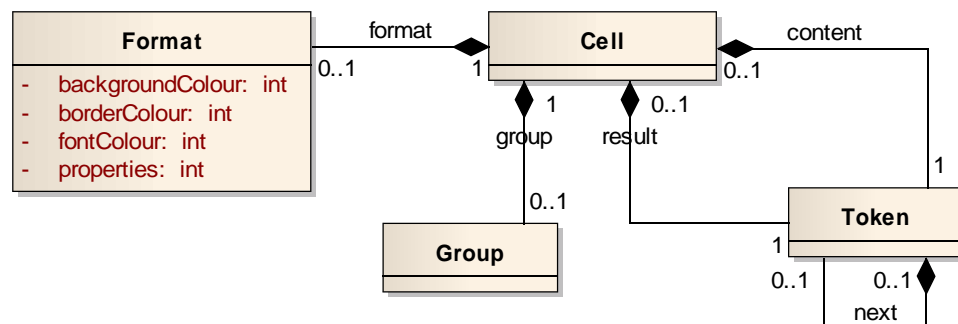 Format
- backgroundColour: int
- borderColour: int
- fontColour: int
- properties: int
format
0..1
1
Cell
0..1
content
1
group
0..1
result
0..1
Group
1
Token
1
0..1
0..1
next